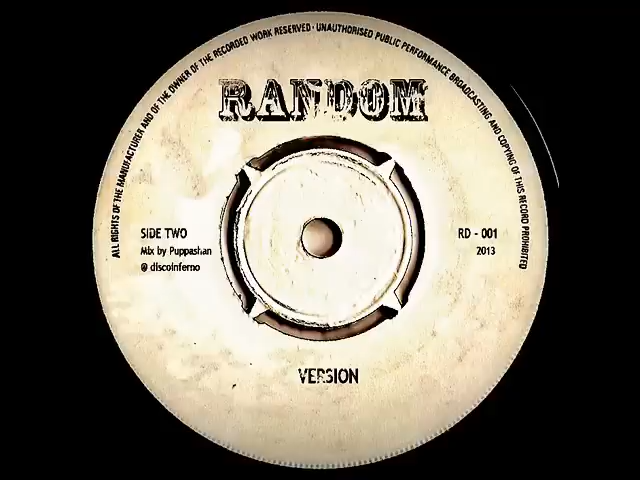 ALL RIGHTS OF THE MANUFACTURER AND OF THE OWNER OF THE RECORDED WORK RESERVED · UNAUTHORISED PUBLIC PERFORMANCE BROADCASTING AND COPYING OF THIS RECORD PROHIBITED
RANDOM
SIDE TWO
Mix by Puppashan
@ discoinferno
RD - 001
2013
VERSION